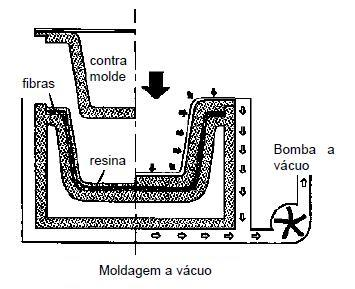 contra
molde
fibras
resina
Bomba a
vácuo
Moldagem a vácuo